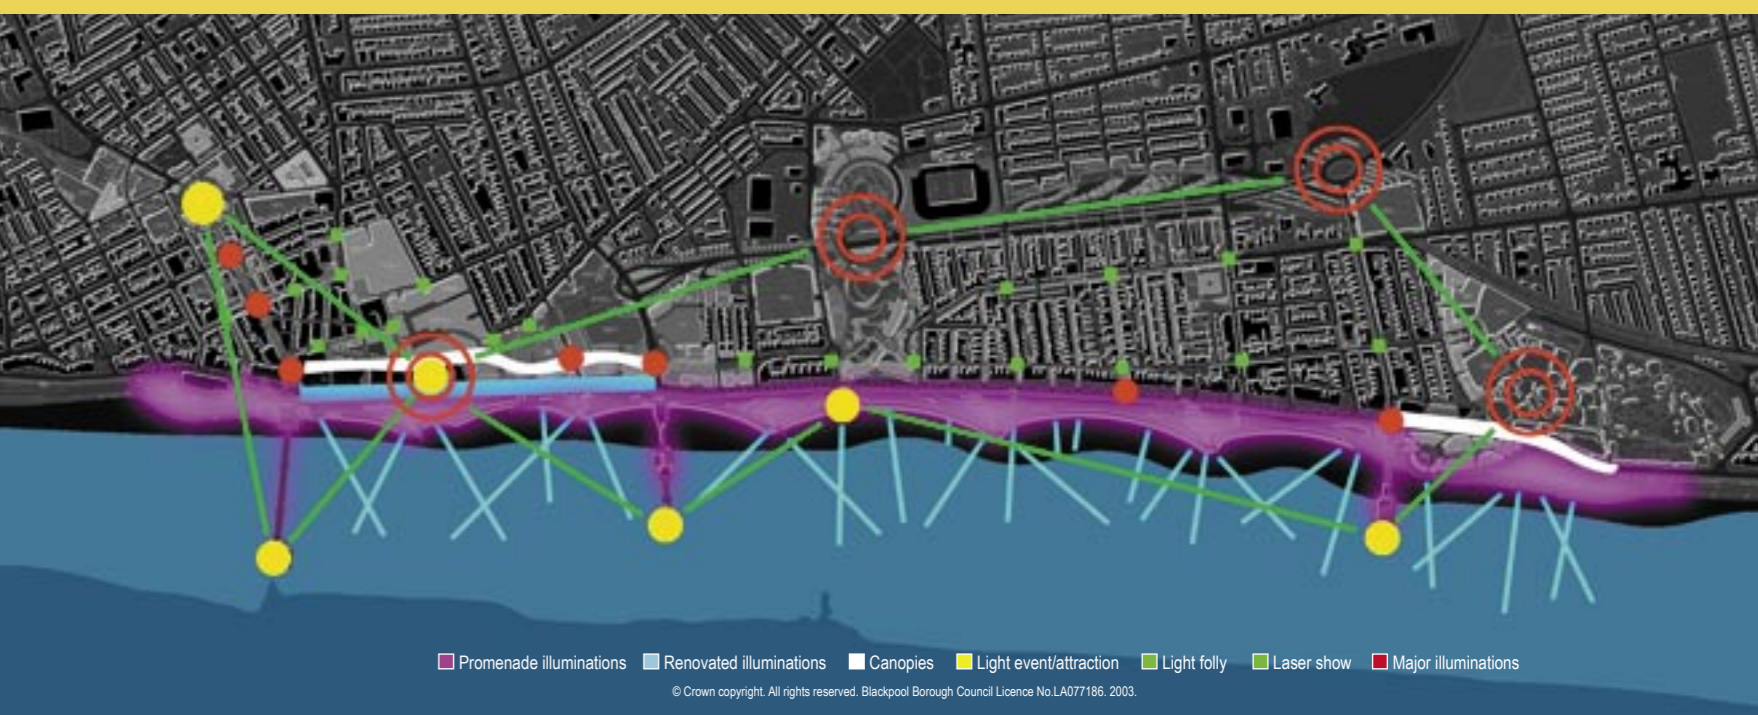 Promenade illuminations Renovated illuminations Canopies Light event/attraction Light folly Laser show Major illuminations
© Crown copyright. All rights reserved. Blackpool Borough Council Licence No.LA077186. 2003.